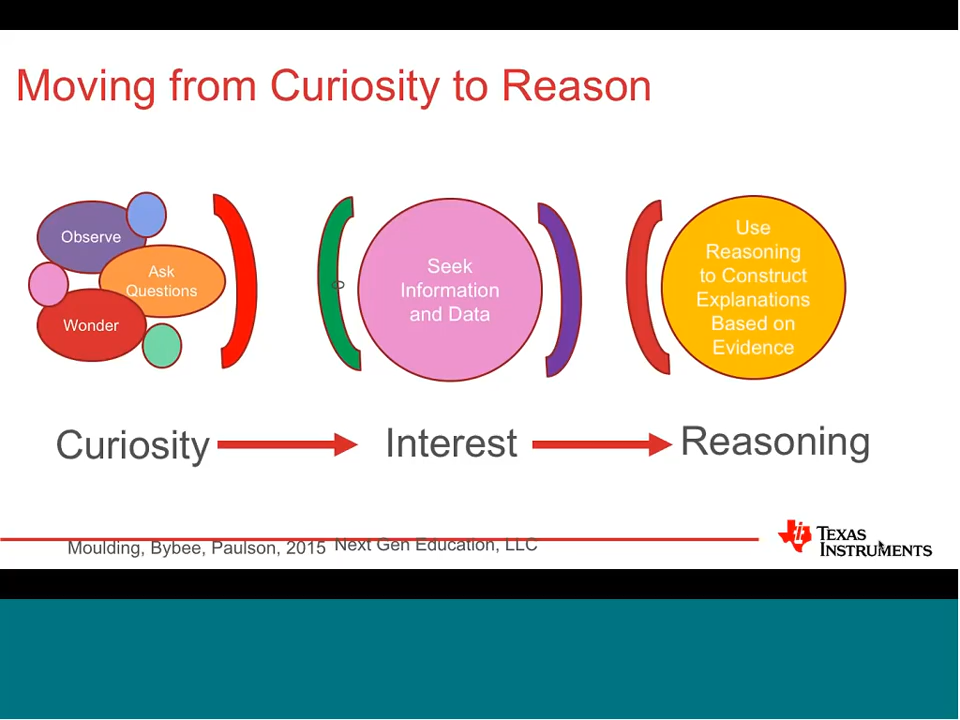 Moving from Curiosity to Reason
Observe
Ask
Questions
Wonder
Seek
Information
and Data
Use
Reasoning
to Construct
Explanations
Based on
Evidence
Curiosity
Interest
Reasoning
Moulding, Bybee, Paulson, 2015
Next Gen Education, LLC
TEXAS
INSTRUMENTS